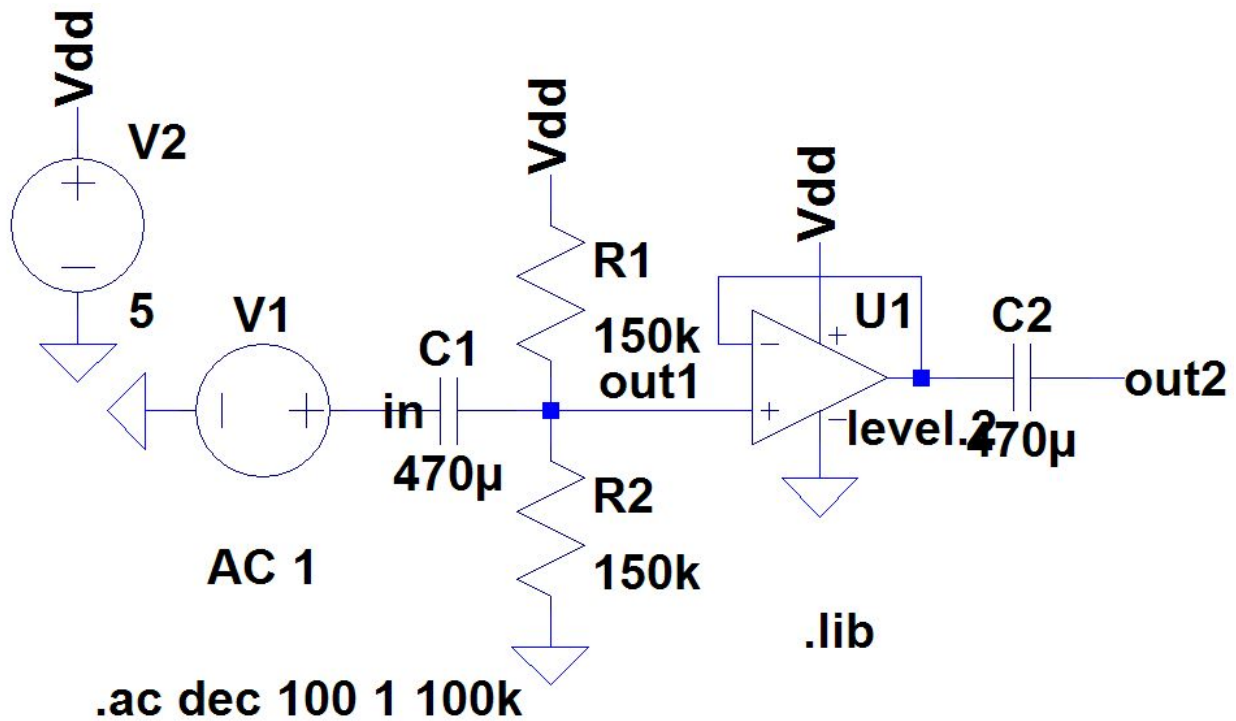 Vdd
V2
5
V1
AC 1
in
C1
470µ
Vdd
R1
150k
out1
R2
150k
Vdd
U1
level.2
C2
470µ
out2
.lib
.ac dec 100 1 100k